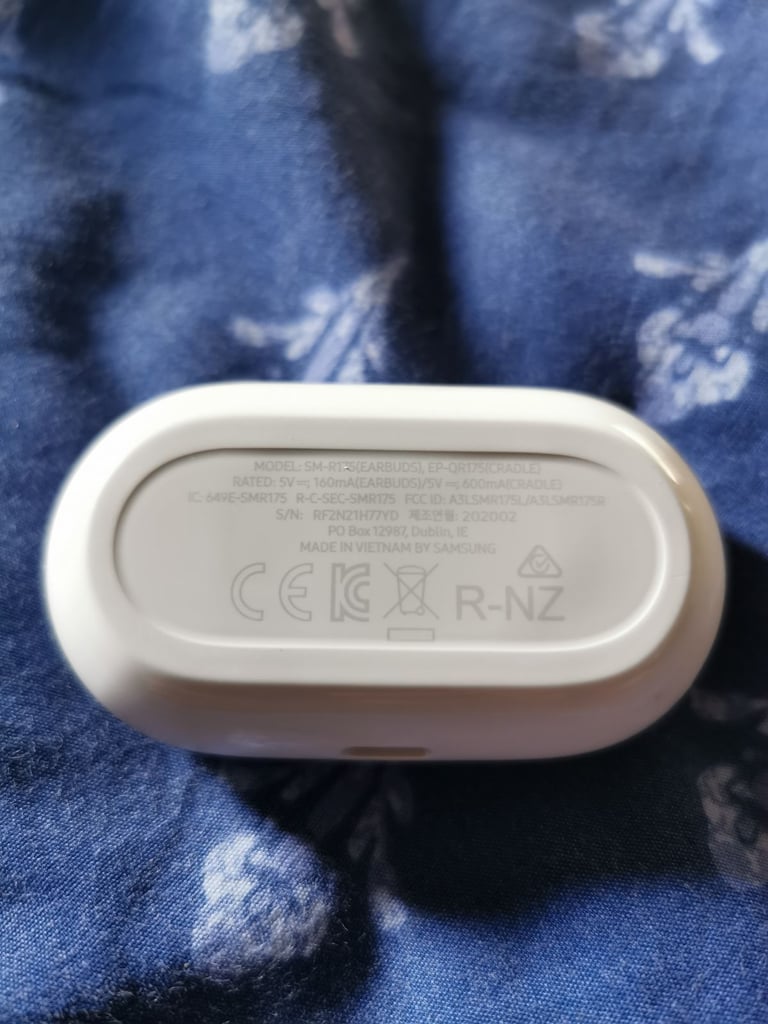 MODEL: SM-R175(EARBUDS), EP-QR175(CRADLE)
RATED: 5V⎓; 160mA(EARBUDS)/5V⎓; 600mA(CRADLE)
IC: 649E-SMR175 R-C-SEC-SMR175 FCC ID: A3LSMR175L/A3LSMR175R
S/N: RF2N21H77YD 제조연월: 202002
PO Box 12987, Dublin, IE
MADE IN VIETNAM BY SAMSUNG
CE KC R-NZ